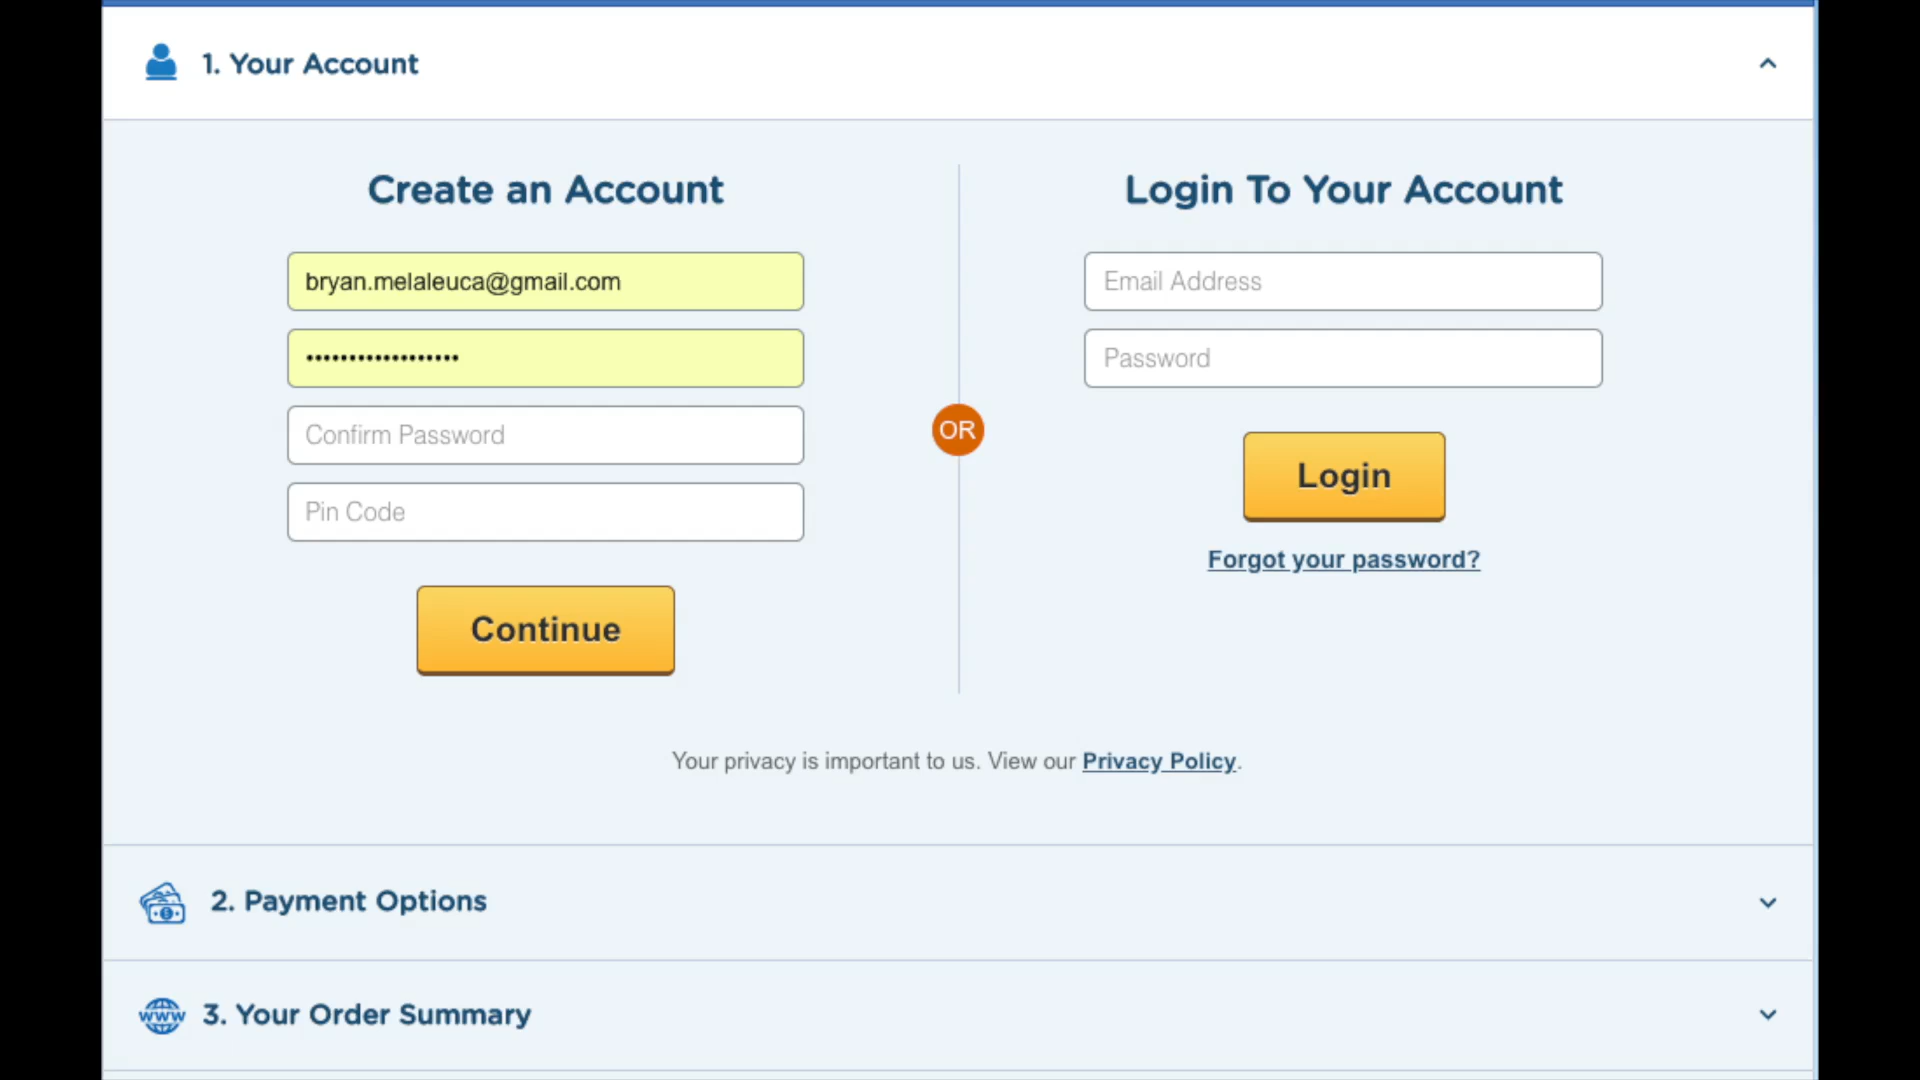 1. Your Account
Create an Account
bryan.melaleuca@gmail.com
••••••••••••••••••
Confirm Password
Pin Code
Continue
OR
Login To Your Account
Email Address
Password
Login
Forgot your password?
Your privacy is important to us. View our Privacy Policy.
2. Payment Options
www 3. Your Order Summary